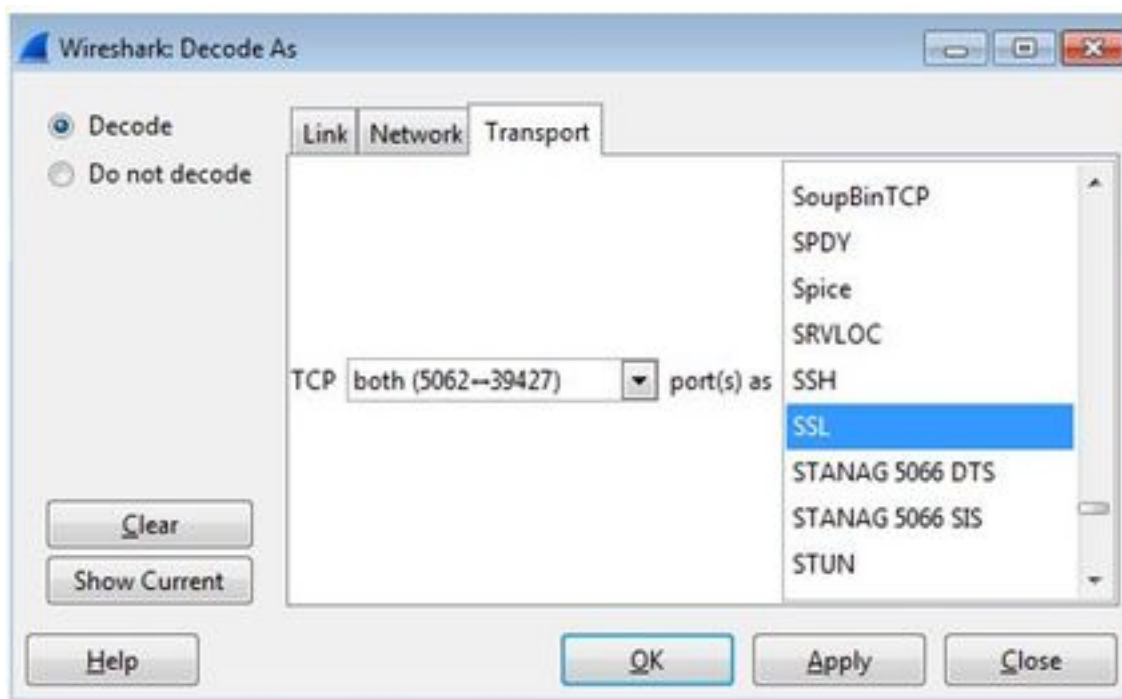 Wireshark: Decode As
Decode
Do not decode
Link Network Transport
TCP both (5062--39427) port(s) as
SoupBinTCP
SPDY
Spice
SRVLOC
SSH
SSL
STANAG 5066 DTS
STANAG 5066 SIS
STUN
Clear
Show Current
Help OK Apply Close